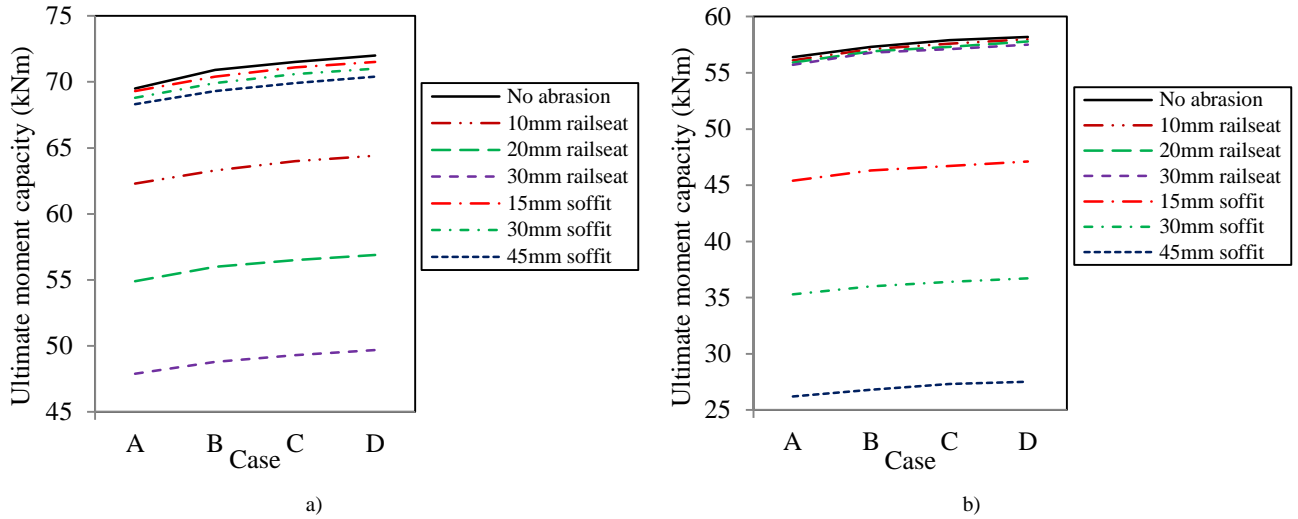 Ultimate moment capacity (kNm)
75
70
65
60
55
50
45
A B C D
Case
No abrasion
10mm railseat
20mm railseat
30mm railseat
15mm soffit
30mm soffit
45mm soffit
a)
Ultimate moment capacity (kNm)
60
55
50
45
40
35
30
25
A B C D
Case
No abrasion
10mm railseat
20mm railseat
30mm railseat
15mm soffit
30mm soffit
45mm soffit
b)